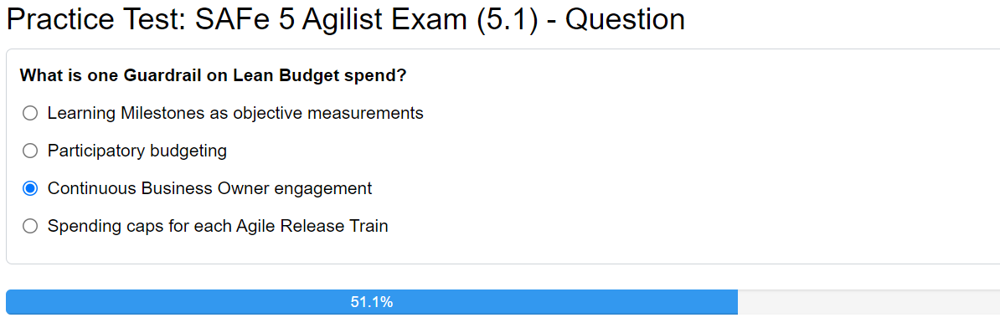 Practice Test: SAFe 5 Agilist Exam (5.1) - Question
What is one Guardrail on Lean Budget spend?
Learning Milestones as objective measurements
Participatory budgeting
Continuous Business Owner engagement
Spending caps for each Agile Release Train
51.1%